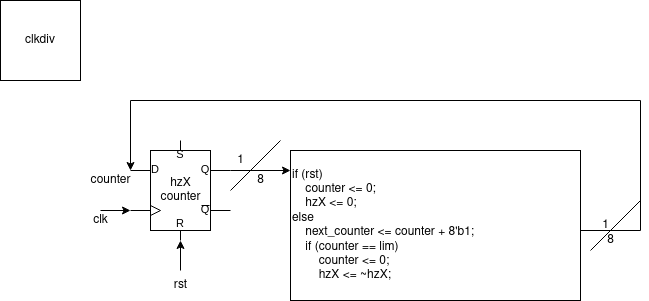 clkdiv
S
D
Q
1
8
hzX
counter
counter
clk
Q
R
rst
if (rst)
counter <= 0;
hzX <= 0;
else
next_counter <= counter + 8'b1;
if (counter == lim)
counter <= 0;
hzX <= ~hzX;
1
8